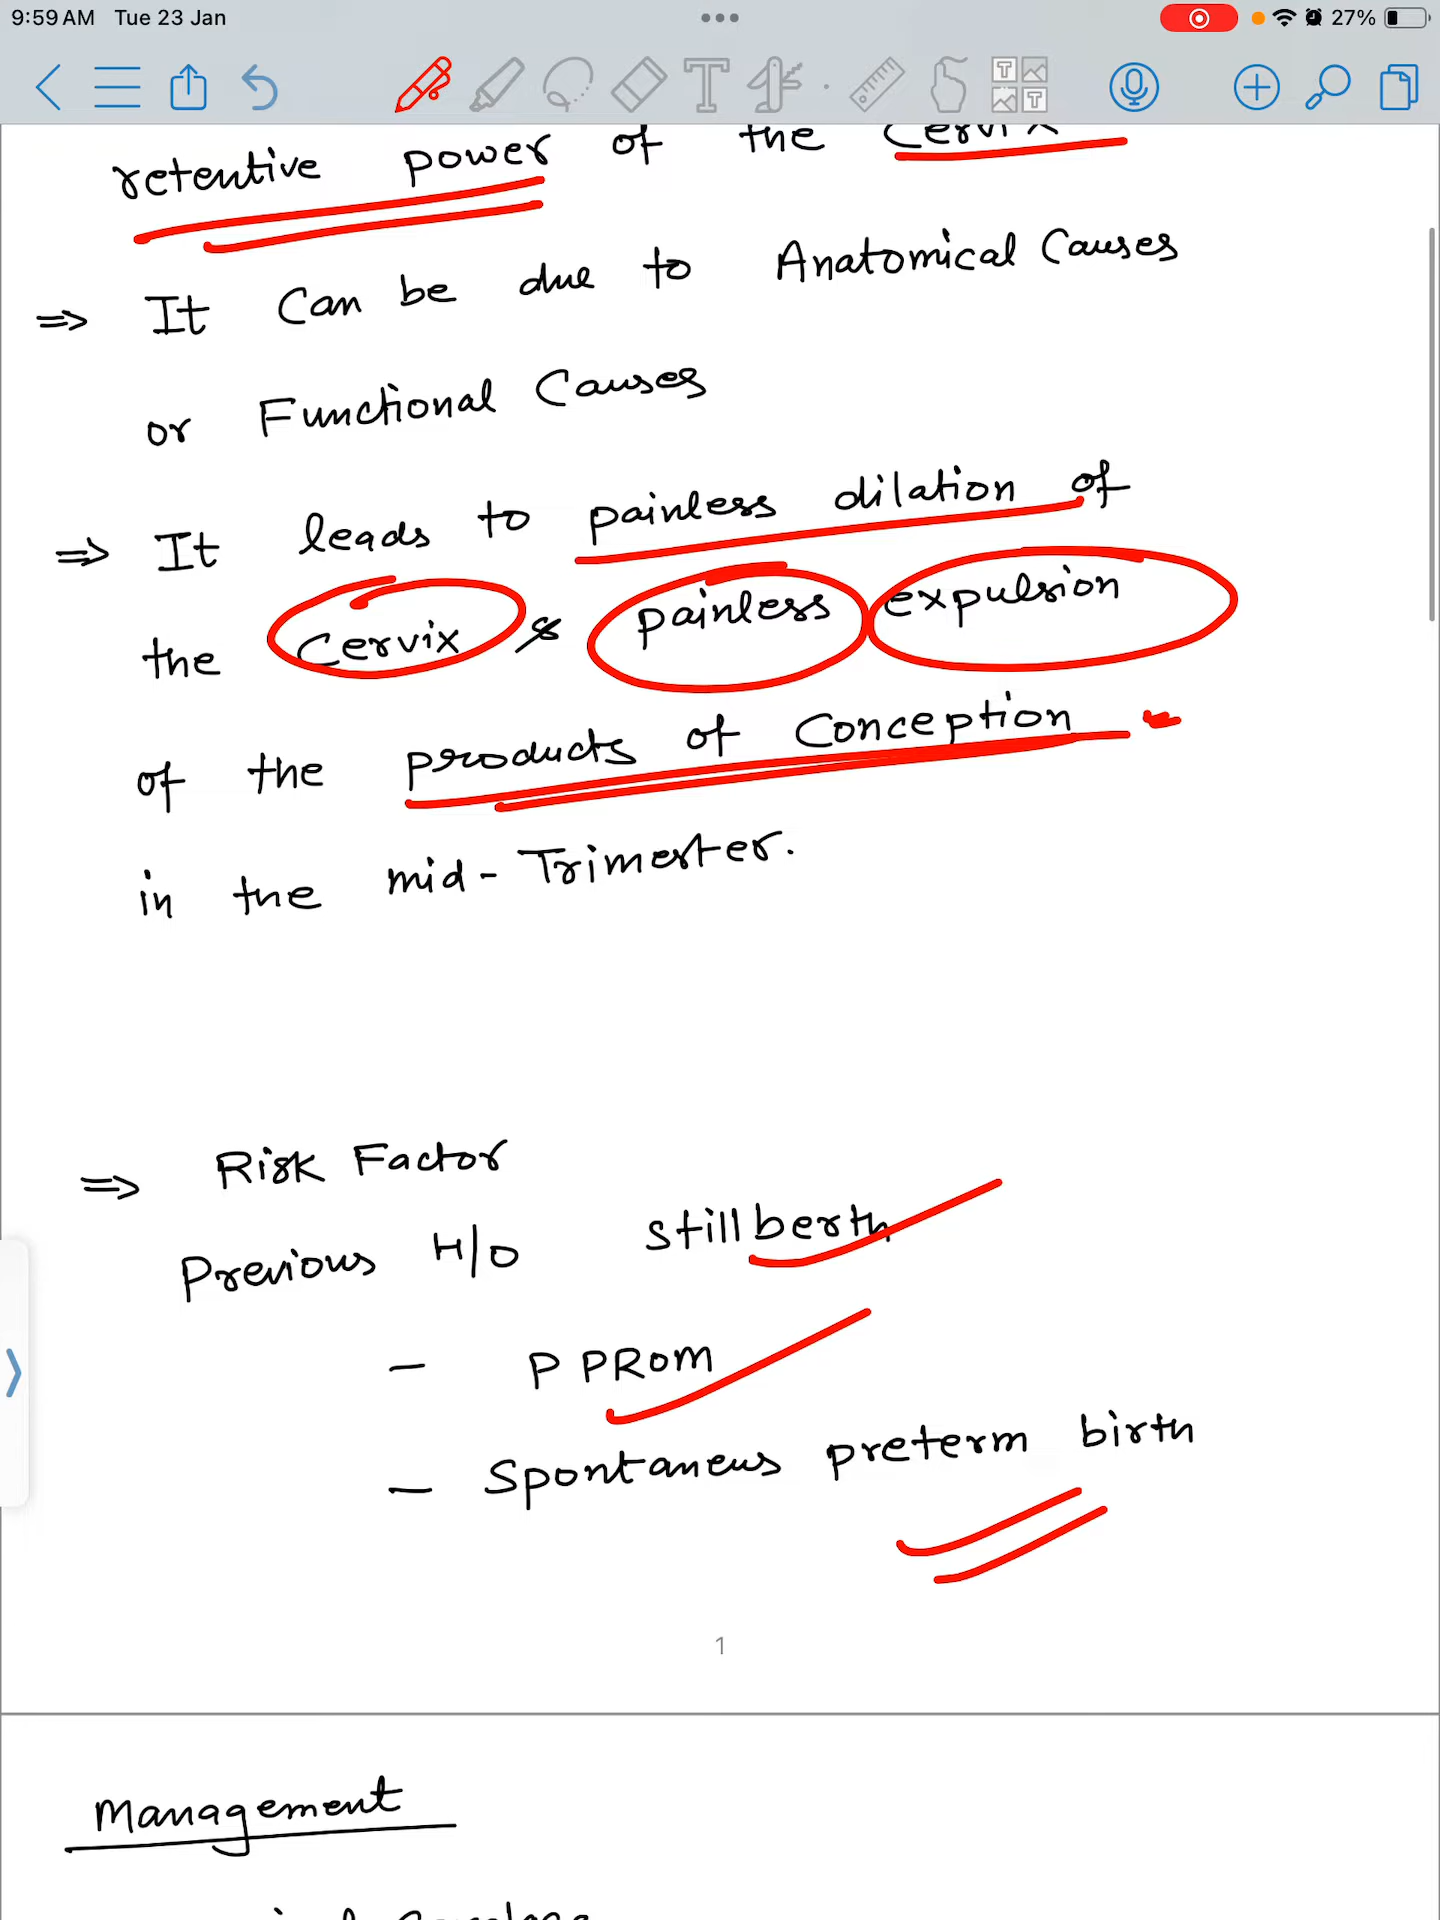 9:59 AM Tue 23 Jan
27%
retentive power of the Cervix
⇒ It Can be due to Anatomical Causes
or Functional Causes
⇒ It leads to painless dilation of
the Cervix & painless expulsion
of the products of Conception
in the mid-Trimester.
⇒ Risk Factor
Previous H/O stillberth
- PPROM
- Spontaneus preterm birth
1
Management